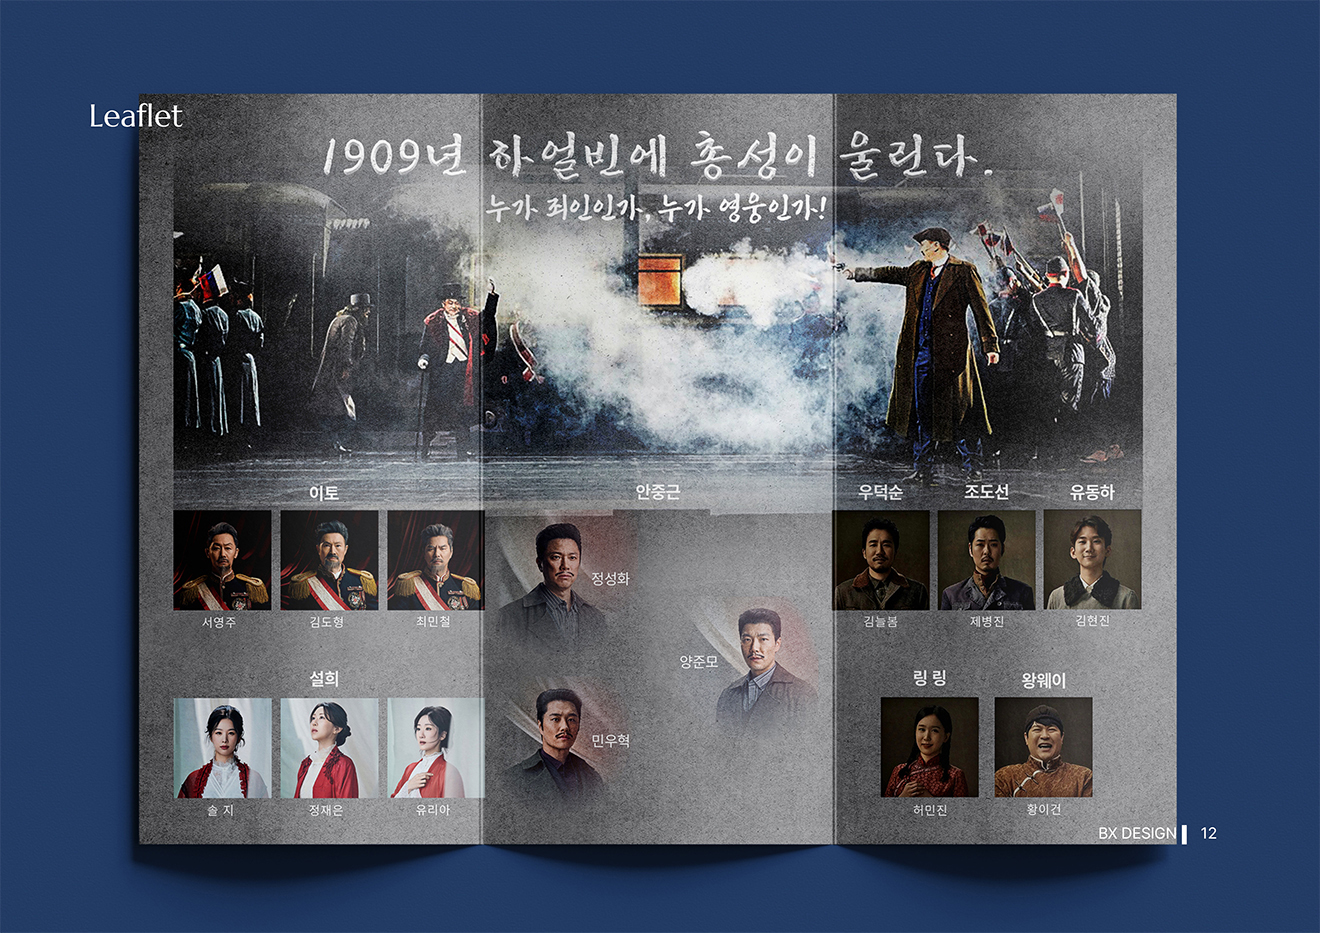 Leaflet
1909년 하얼빈에 총성이 울린다.
누가 죄인인가, 누가 영웅인가!
이토
안중근
우덕순
조도선
유동하
정성화
서영주
김도형
최민철
김늘봄
제병진
김현진
양준모
설희
링링
왕웨이
민우혁
솔 지
정재은
유리아
허민진
황이건
BX DESIGN
12